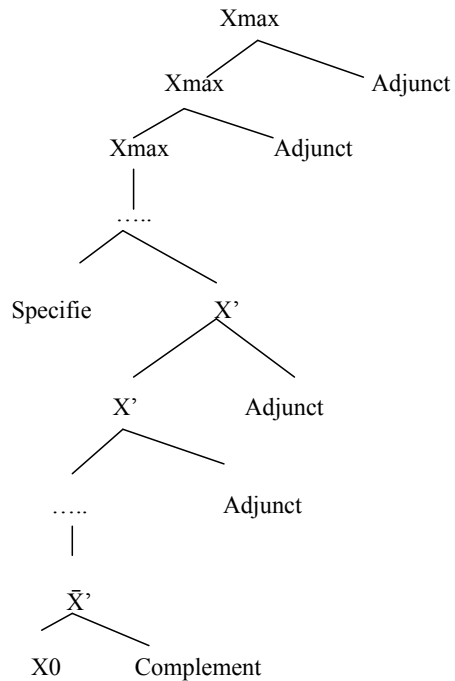 Xmax
Xmax Adjunct
Xmax Adjunct
…..
Specifie X’
X’ Adjunct
….. Adjunct
X̄’
X0 Complement